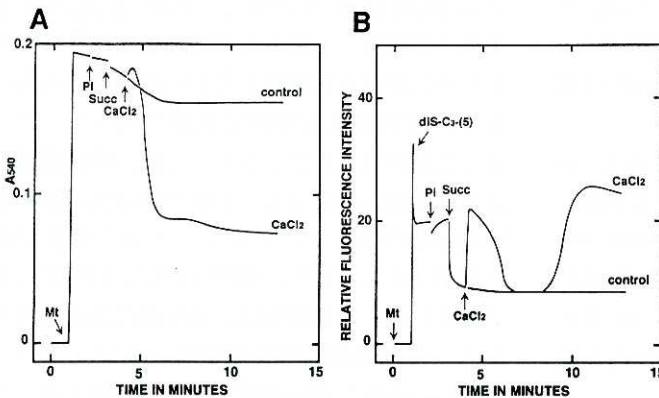 A
0.2
0.1
0
A540
Mt
Pi
Succ
CaCl2
control
CaCl2
0
5
10
15
TIME IN MINUTES
B
RELATIVE FLUORESCENCE INTENSITY
40
20
0
Mt
diS-C3-(5)
Pi
Succ
CaCl2
CaCl2
control
0
5
10
15
TIME IN MINUTES